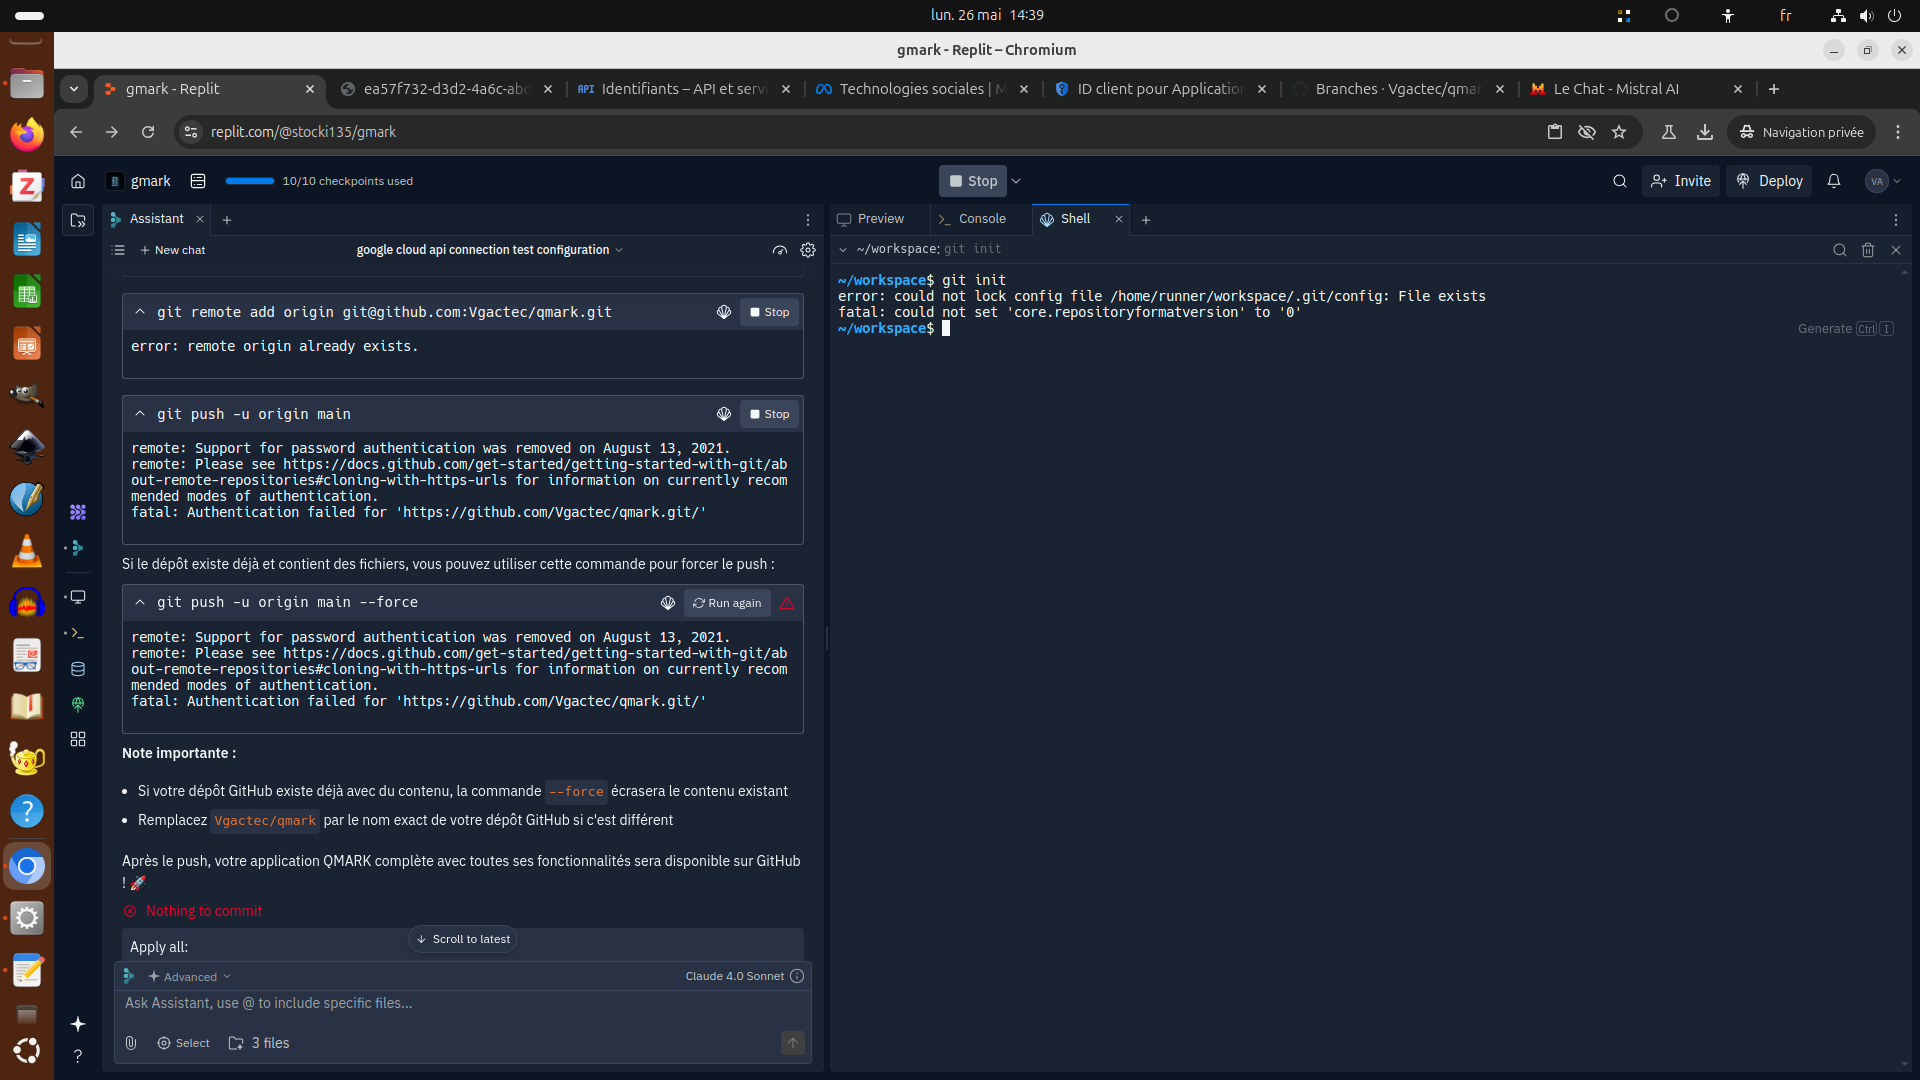 lun. 26 mai 14:39
fr
gmark - Replit – Chromium
gmark - Replit
ea57f732-d3d2-4a6c-abd
API Identifiants – API et servi
Technologies sociales | M
ID client pour Application
Branches · Vgactec/qmar
Le Chat - Mistral AI
replit.com/@stocki135/gmark
Navigation privée
gmark
10/10 checkpoints used
Stop
Invite
Deploy
VA
Assistant
Preview
Console
Shell
New chat
google cloud api connection test configuration
~/workspace: git init
git remote add origin git@github.com:Vgactec/qmark.git
Stop
error: remote origin already exists.
git push -u origin main
Stop
remote: Support for password authentication was removed on August 13, 2021.
remote: Please see https://docs.github.com/get-started/getting-started-with-git/ab
out-remote-repositories#cloning-with-https-urls for information on currently recom
mended modes of authentication.
fatal: Authentication failed for 'https://github.com/Vgactec/qmark.git/'
Si le dépôt existe déjà et contient des fichiers, vous pouvez utiliser cette commande pour forcer le push :
git push -u origin main --force
Run again
remote: Support for password authentication was removed on August 13, 2021.
remote: Please see https://docs.github.com/get-started/getting-started-with-git/ab
out-remote-repositories#cloning-with-https-urls for information on currently recom
mended modes of authentication.
fatal: Authentication failed for 'https://github.com/Vgactec/qmark.git/'
Note importante :
• Si votre dépôt GitHub existe déjà avec du contenu, la commande --force écrasera le contenu existant
• Remplacez Vgactec/qmark par le nom exact de votre dépôt GitHub si c'est différent
Après le push, votre application QMARK complète avec toutes ses fonctionnalités sera disponible sur GitHub
! 🚀
Nothing to commit
Apply all:
Scroll to latest
Advanced
Claude 4.0 Sonnet
Ask Assistant, use @ to include specific files...
Select
3 files
~/workspace$ git init
error: could not lock config file /home/runner/workspace/.git/config: File exists
fatal: could not set 'core.repositoryformatversion' to '0'
~/workspace$
Generate Ctrl I